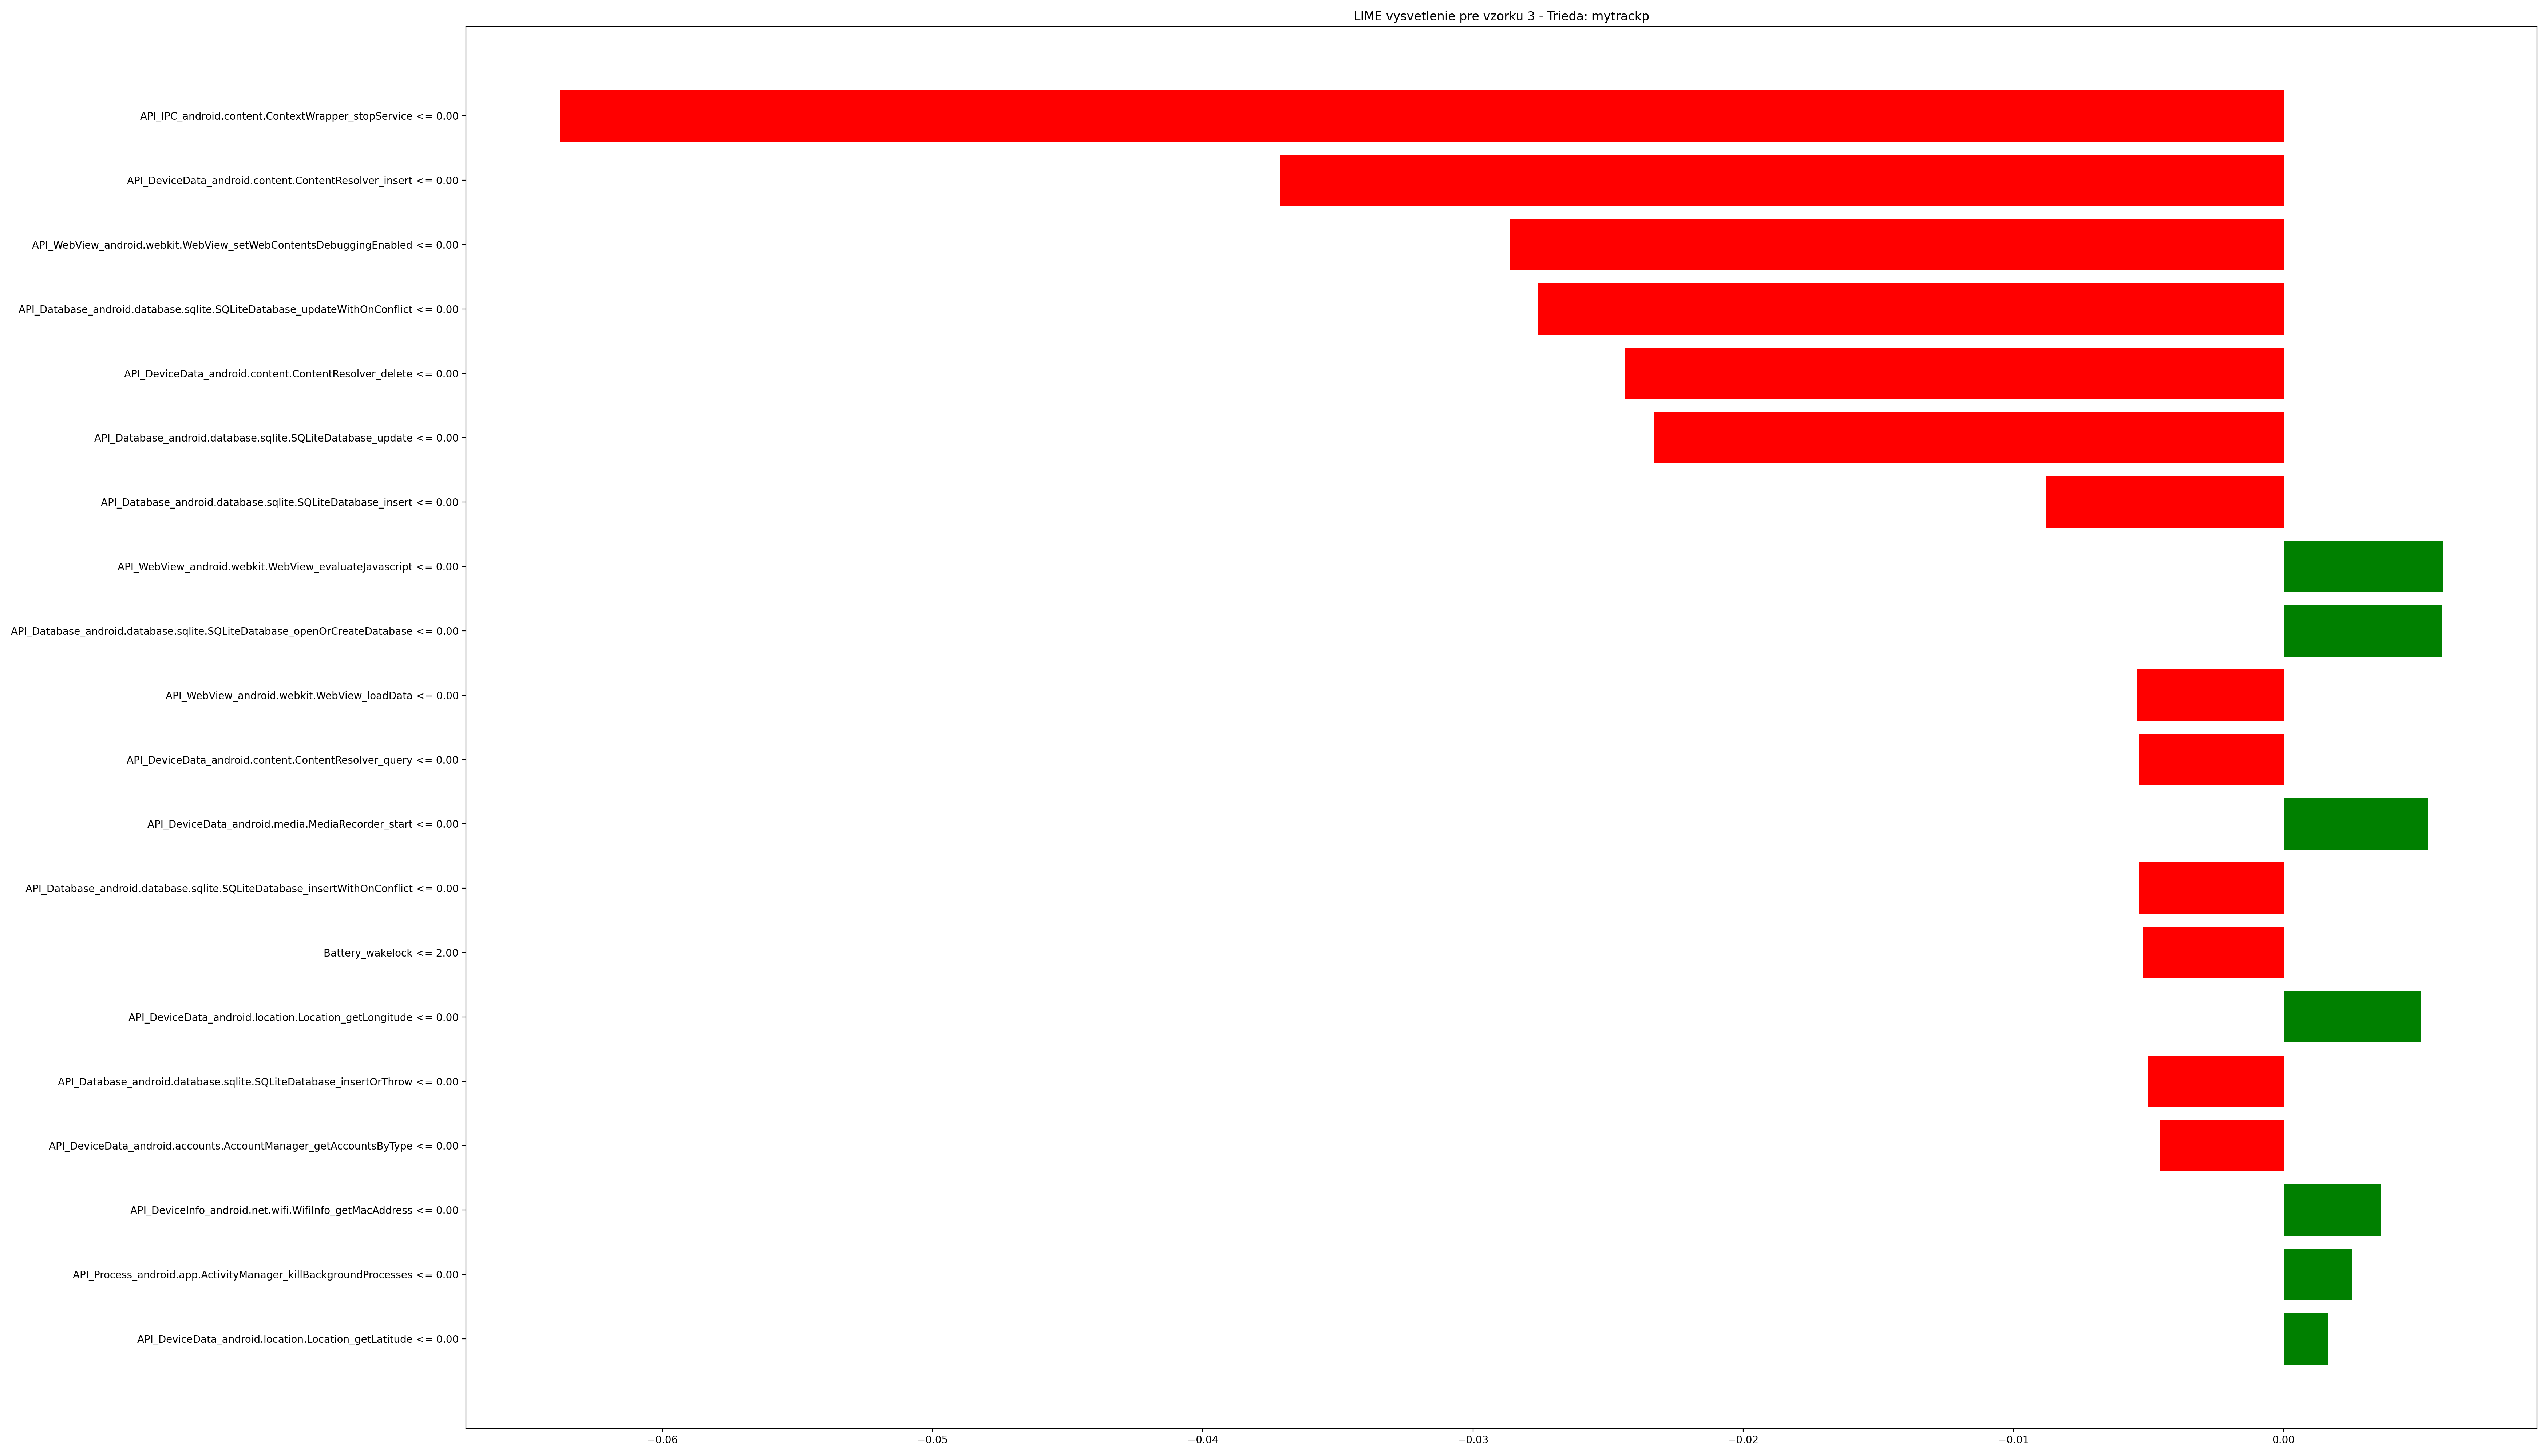 LIME vysvetlenie pre vzorku 3 - Trieda: mytrackp
API_IPC_android.content.ContextWrapper_stopService <= 0.00
API_DeviceData_android.content.ContentResolver_insert <= 0.00
API_WebView_android.webkit.WebView_setWebContentsDebuggingEnabled <= 0.00
API_Database_android.database.sqlite.SQLiteDatabase_updateWithOnConflict <= 0.00
API_DeviceData_android.content.ContentResolver_delete <= 0.00
API_Database_android.database.sqlite.SQLiteDatabase_update <= 0.00
API_Database_android.database.sqlite.SQLiteDatabase_insert <= 0.00
API_WebView_android.webkit.WebView_evaluateJavascript <= 0.00
API_Database_android.database.sqlite.SQLiteDatabase_openOrCreateDatabase <= 0.00
API_WebView_android.webkit.WebView_loadData <= 0.00
API_DeviceData_android.content.ContentResolver_query <= 0.00
API_DeviceData_android.media.MediaRecorder_start <= 0.00
API_Database_android.database.sqlite.SQLiteDatabase_insertWithOnConflict <= 0.00
Battery_wakelock <= 2.00
API_DeviceData_android.location.Location_getLongitude <= 0.00
API_Database_android.database.sqlite.SQLiteDatabase_insertOrThrow <= 0.00
API_DeviceData_android.accounts.AccountManager_getAccountsByType <= 0.00
API_DeviceInfo_android.net.wifi.WifiInfo_getMacAddress <= 0.00
API_Process_android.app.ActivityManager_killBackgroundProcesses <= 0.00
API_DeviceData_android.location.Location_getLatitude <= 0.00
−0.06 −0.05 −0.04 −0.03 −0.02 −0.01 0.00